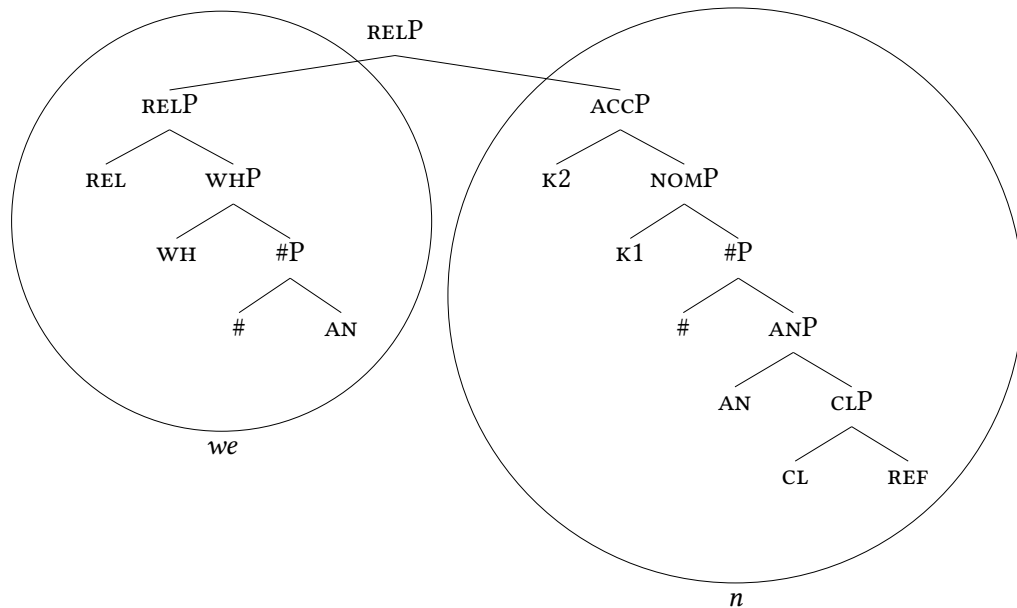 RELP
RELP ACCP
REL WHP K2 NOMP
WH #P K1 #P
# AN # ANP
AN CLP
we
CL REF
n